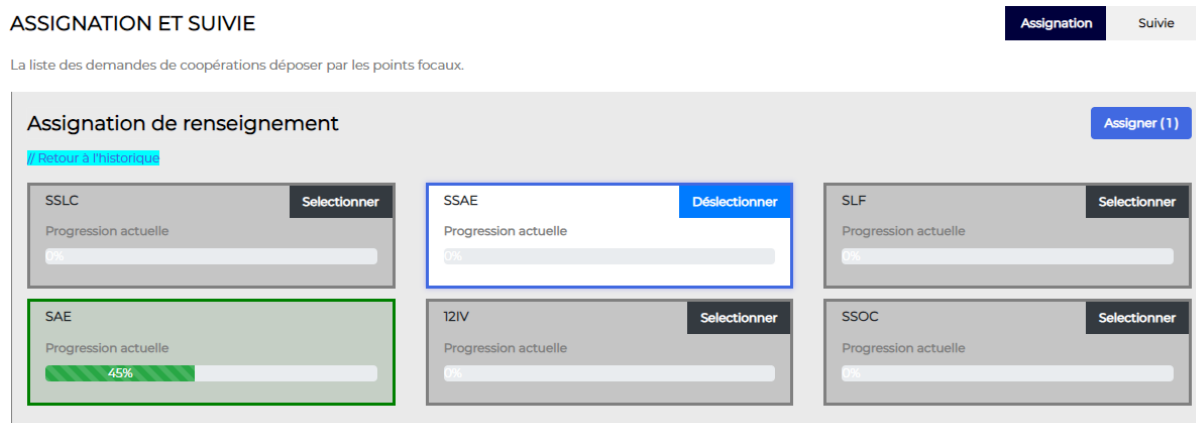 ASSIGNATION ET SUIVIE
Assignation
Suivie
La liste des demandes de coopérations déposer par les points focaux.
Assignation de renseignement
Assigner (1)
// Retour à l'historique
SSLC
Selectionner
Progression actuelle
0%
SSAE
Déslectionner
Progression actuelle
0%
SLF
Selectionner
Progression actuelle
0%
SAE
Progression actuelle
45%
12IV
Selectionner
Progression actuelle
0%
SSOC
Selectionner
Progression actuelle
0%